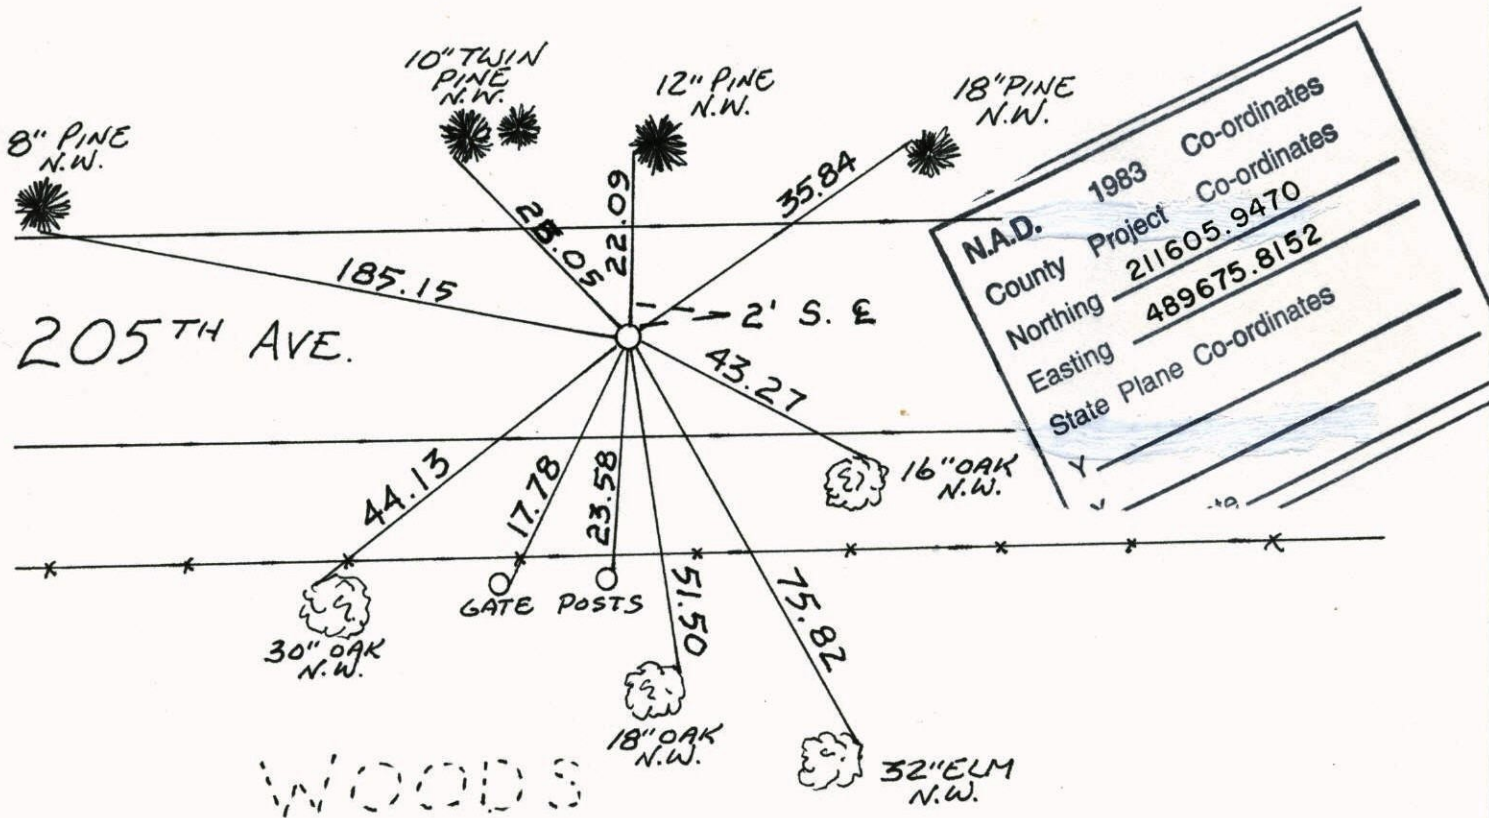 10" TWIN
PINE
N.W.
12" PINE
N.W.
18" PINE
N.W.
8" PINE
N.W.
N.A.D. 1983 Co-ordinates
County Project Co-ordinates
Northing 211605.9470
Easting 489675.8152
State Plane Co-ordinates
Y
X
35.84
22.09
185.15
2' S. ℄
205TH AVE.
43.27
44.13
17.78
23.58
16" OAK
N.W.
51.50
75.82
GATE POSTS
30" OAK
N.W.
18" OAK
N.W.
32" ELM
N.W.
WOODS